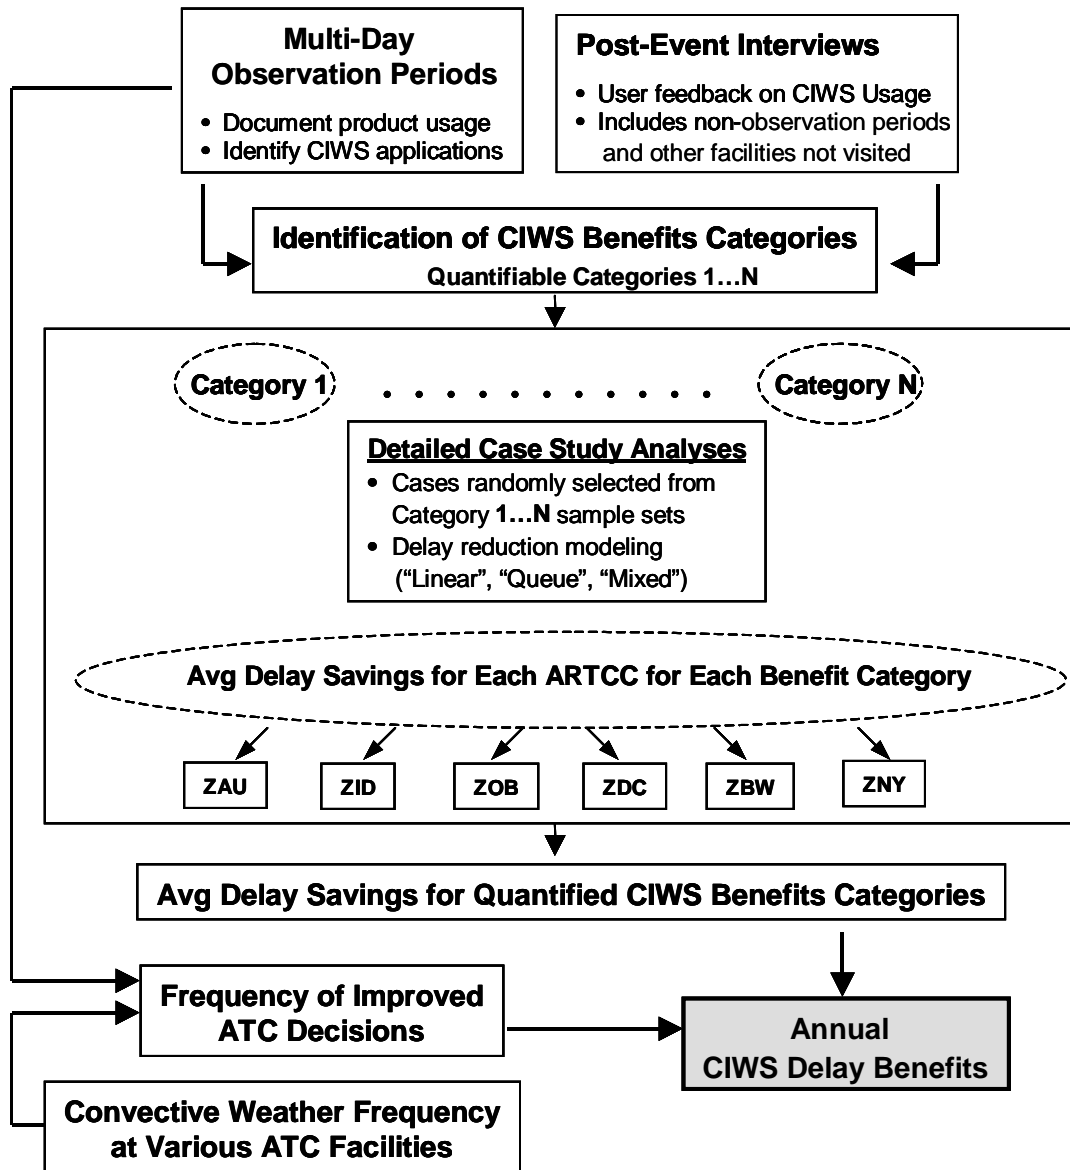 Multi-Day
Observation Periods
• Document product usage
• Identify CIWS applications
Post-Event Interviews
• User feedback on CIWS Usage
• Includes non-observation periods
and other facilities not visited
Identification of CIWS Benefits Categories
Quantifiable Categories 1…N
Category 1
. . . . . . . . . . .
Category N
Detailed Case Study Analyses
• Cases randomly selected from
Category 1…N sample sets
• Delay reduction modeling
(“Linear”, “Queue”, “Mixed”)
Avg Delay Savings for Each ARTCC for Each Benefit Category
ZAU
ZID
ZOB
ZDC
ZBW
ZNY
Avg Delay Savings for Quantified CIWS Benefits Categories
Frequency of Improved
ATC Decisions
Annual
CIWS Delay Benefits
Convective Weather Frequency
at Various ATC Facilities